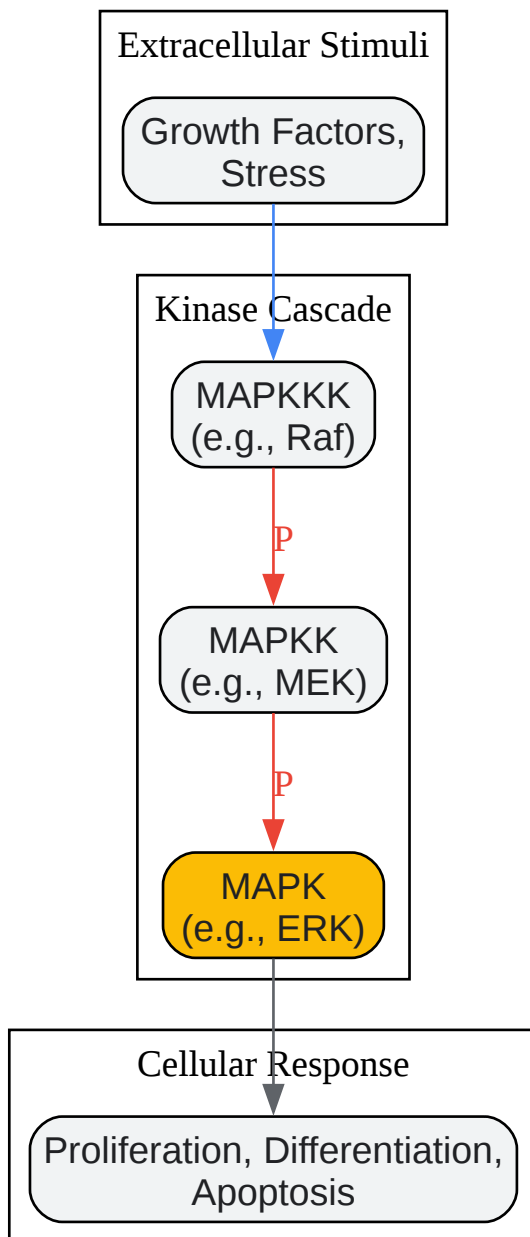 Extracellular Stimuli
Growth Factors,
Stress
Kinase Cascade
MAPKKK
(e.g., Raf)
P
MAPKK
(e.g., MEK)
P
MAPK
(e.g., ERK)
Cellular Response
Proliferation, Differentiation,
Apoptosis